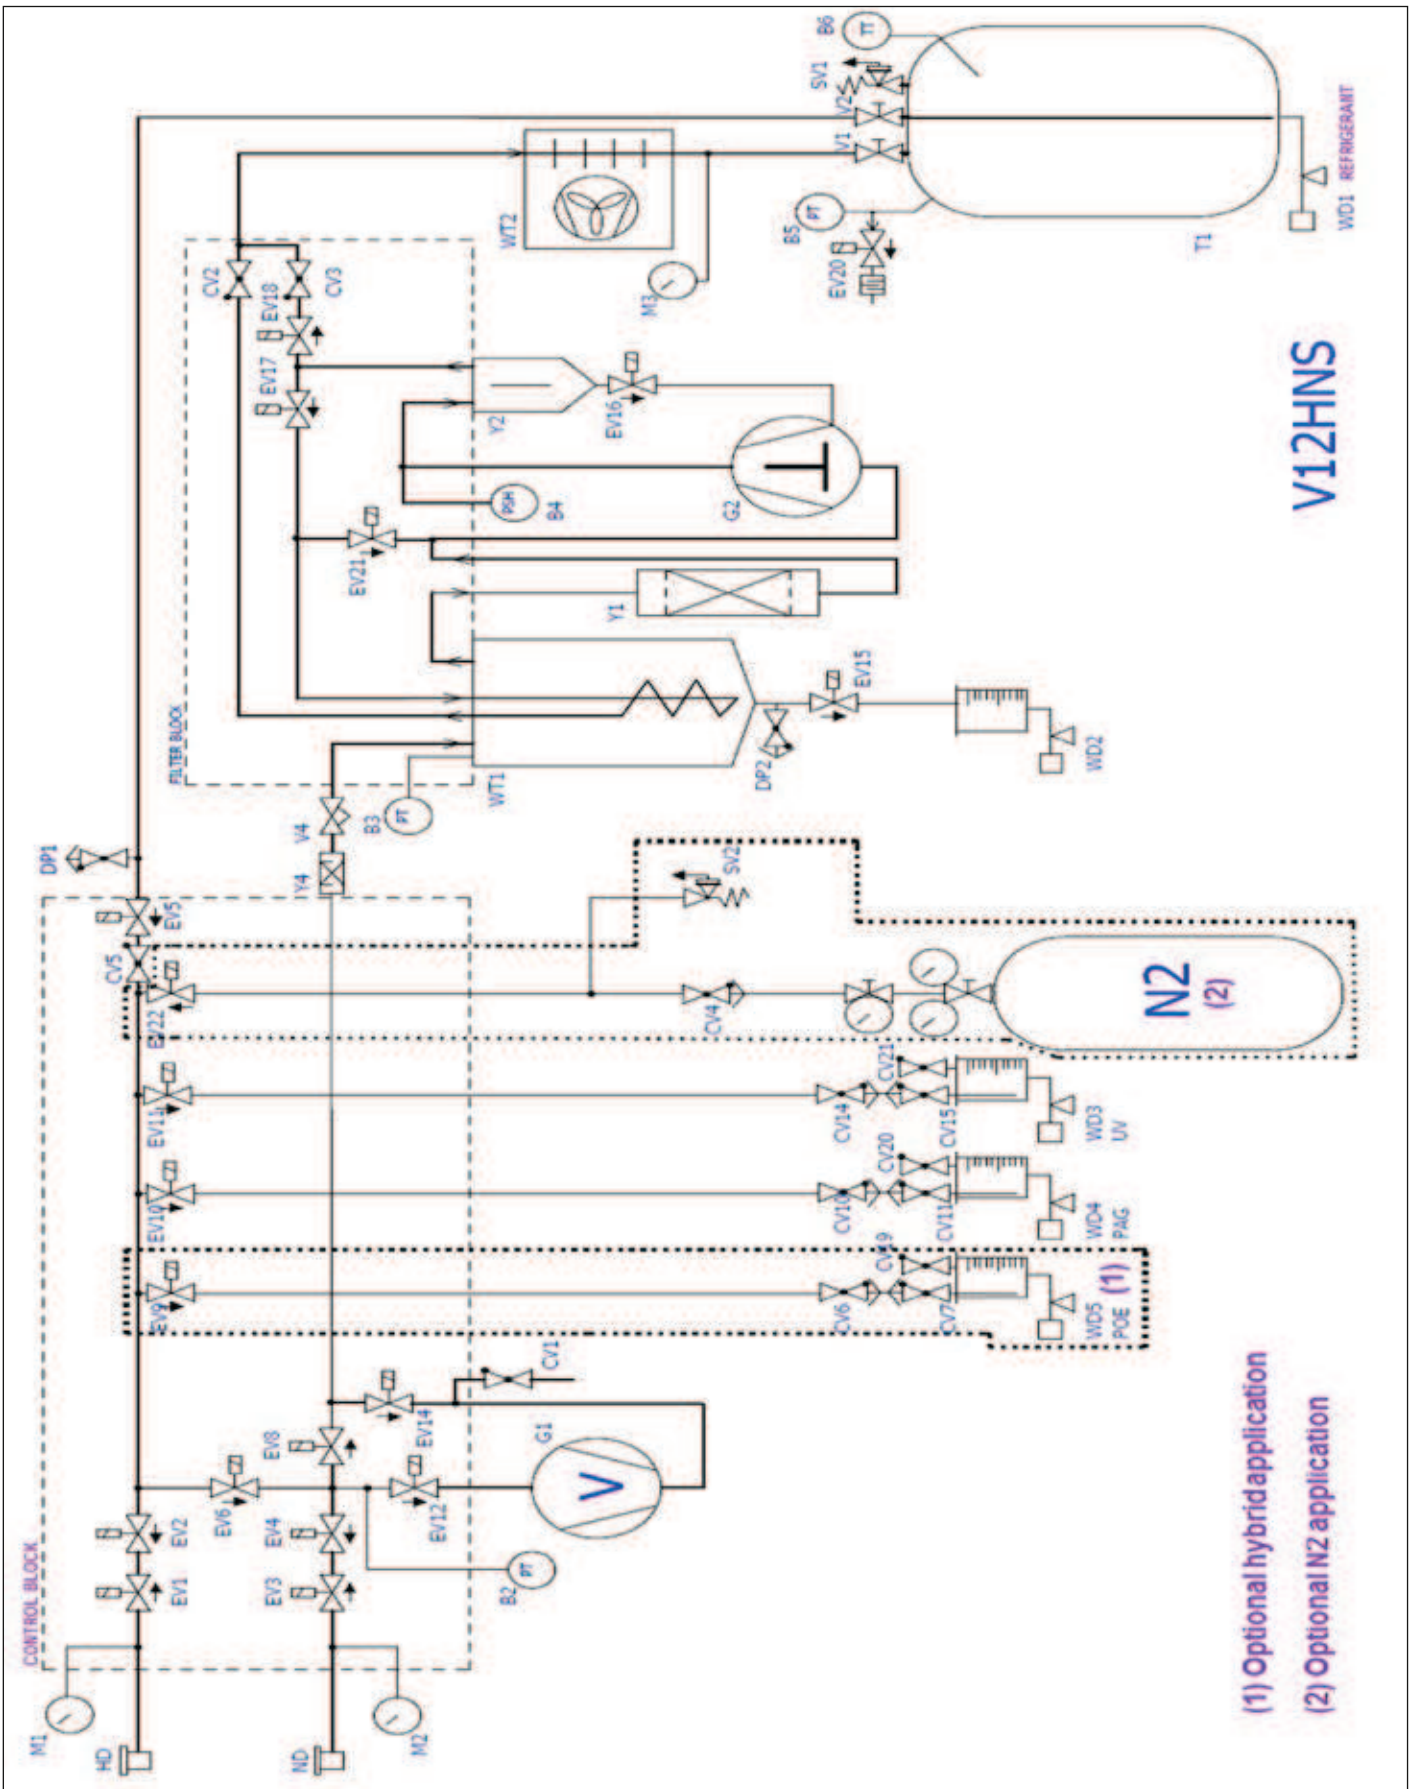 CONTROL BLOCK
M1
HD
ND
M2
EV1
EV2
EV3
EV4
EV6
EV8
EV12
EV14
B2
PT
G1
V
CV1
EV9
EV10
EV11
EV22
CV5
EV5
DP1
Y4
V4
CV6
CV7
CV19
CV10
CV11
CV20
CV14
CV15
CV21
CV4
SV2
WD5
POE
(1)
WD4
PAG
WD3
UV
N2
(2)
FILTER BLOCK
B3
PT
WT1
DP2
EV15
WD2
Y1
EV21
PSH
B4
G2
Y2
EV16
EV17
EV18
CV2
CV3
WT2
M3
V1
V2
SV1
B6
TT
B5
PT
EV20
T1
WD1 REFRIGERANT
V12HNS
(1) Optional hybrid application
(2) Optional N2 application